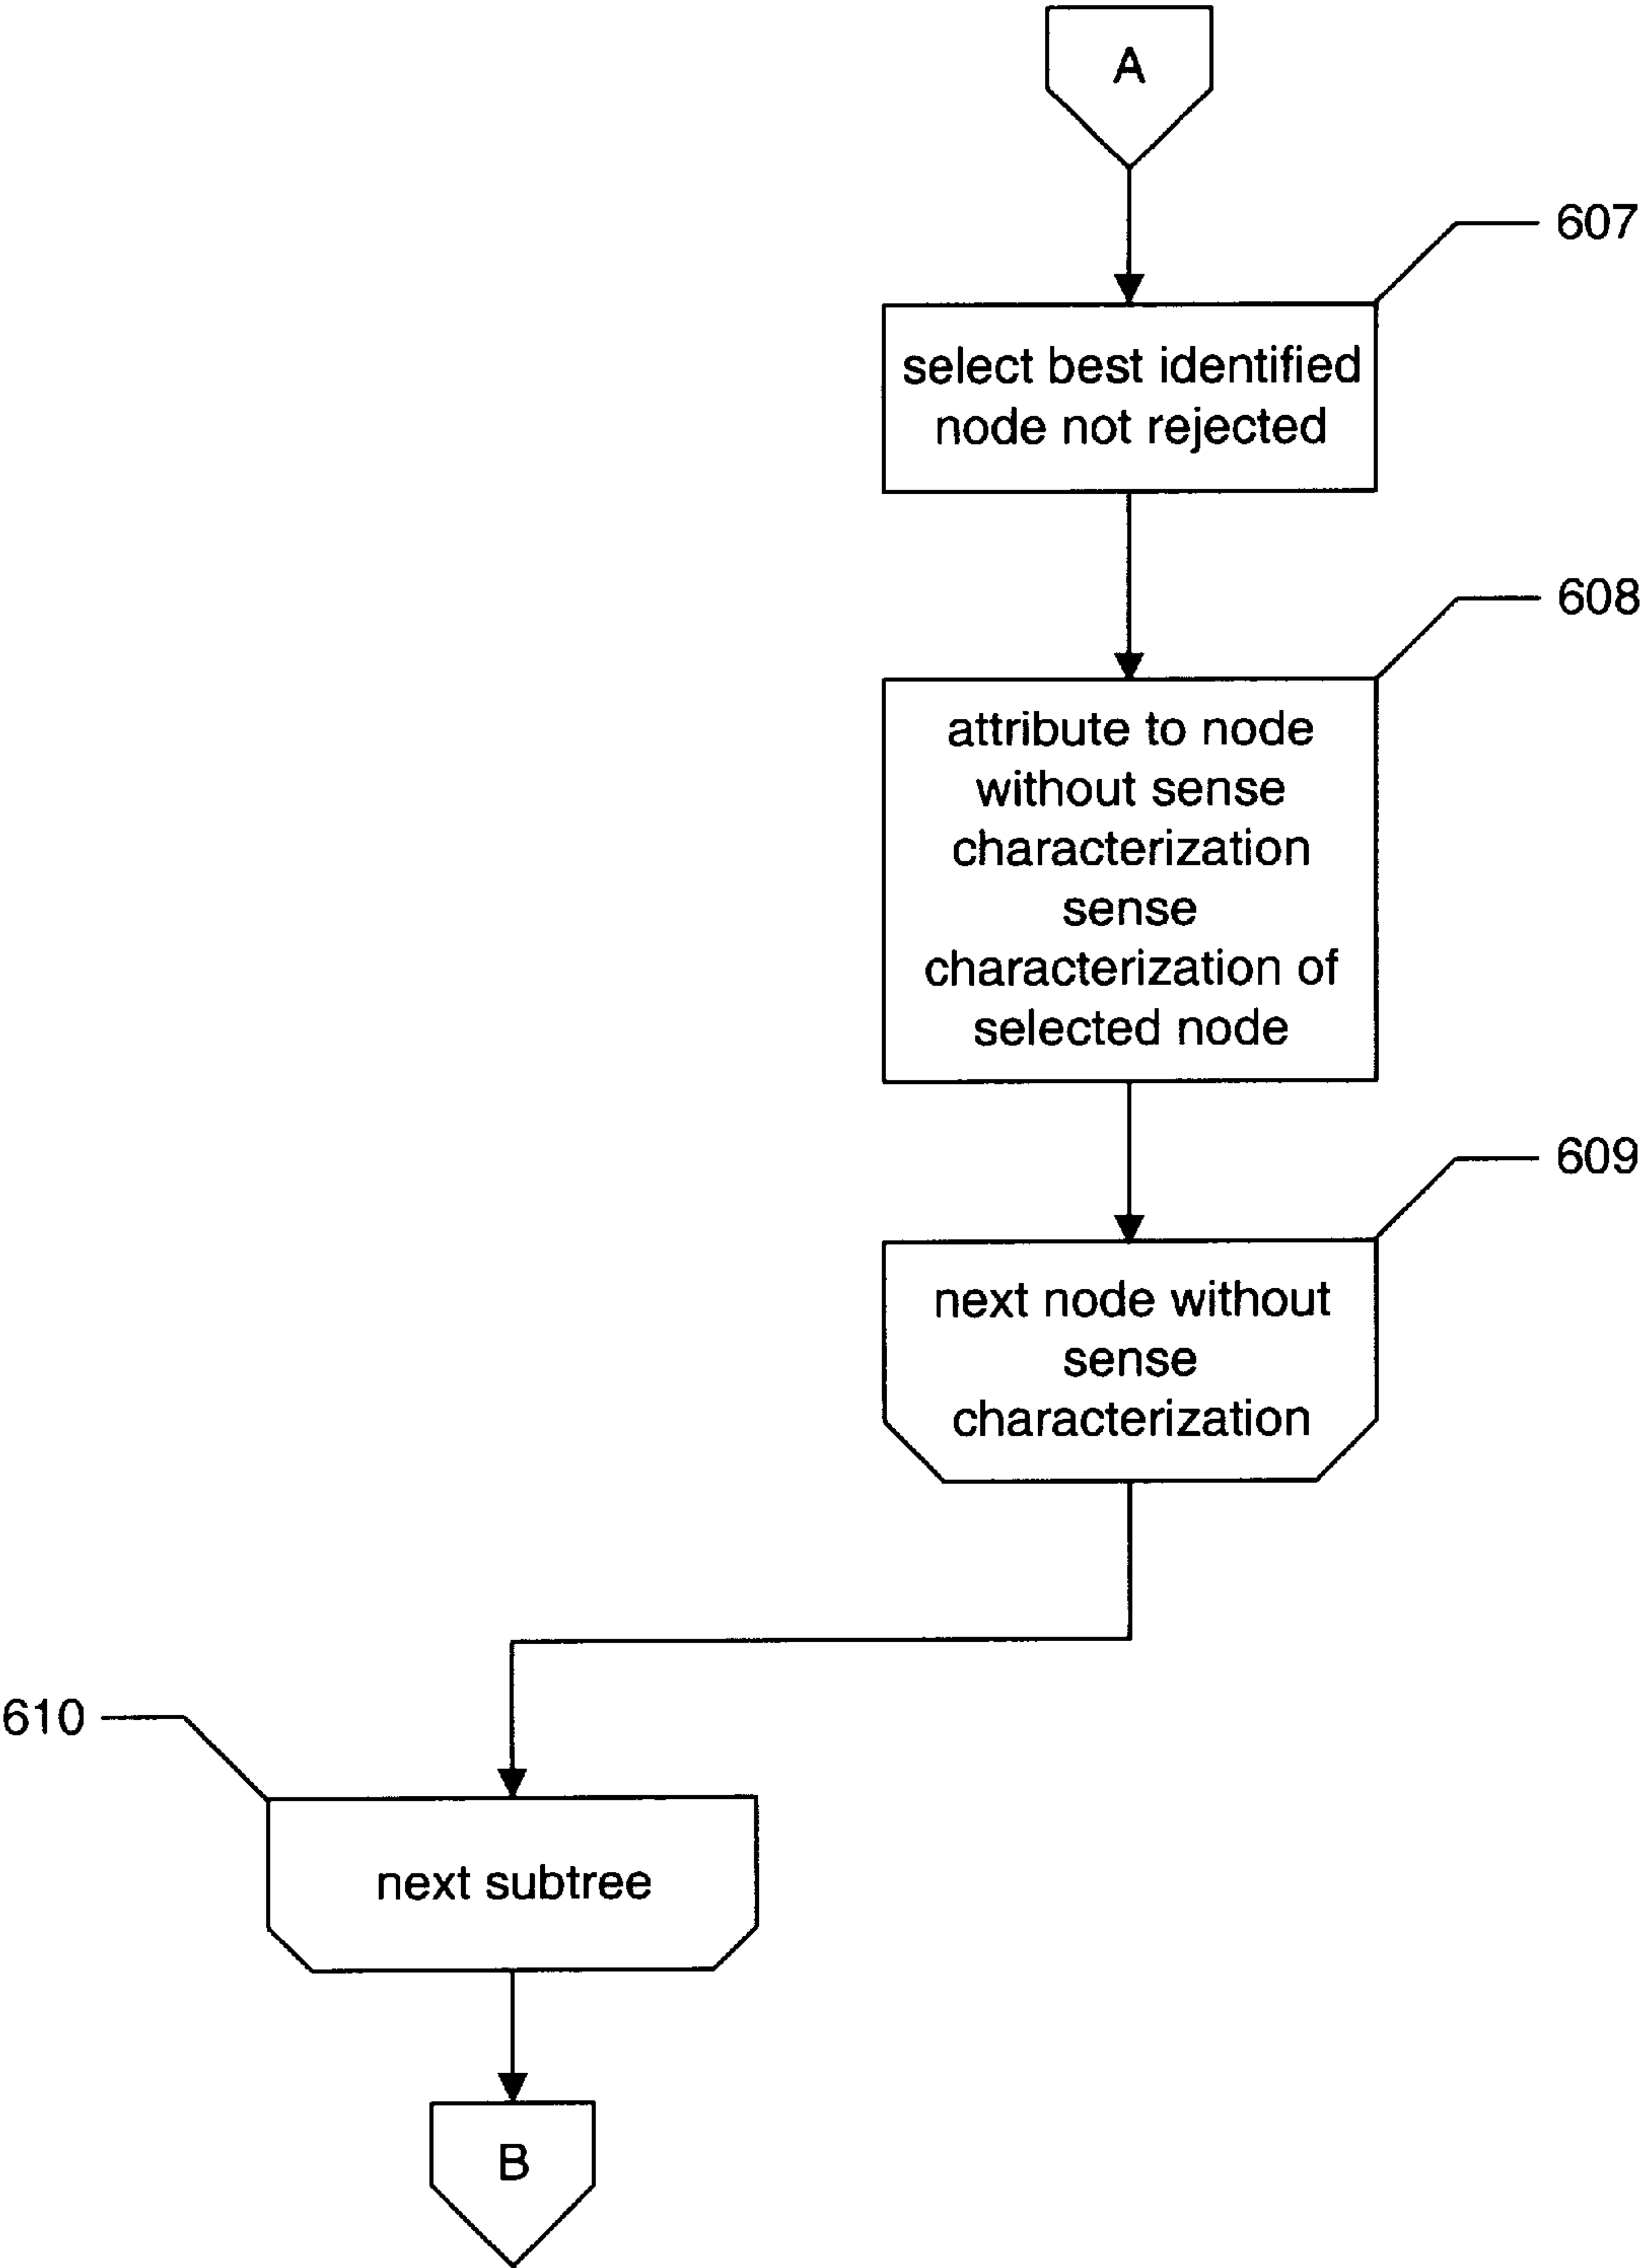 A
607
select best identified
node not rejected
608
attribute to node
without sense
characterization
sense
characterization of
selected node
609
next node without
sense
characterization
610
next subtree
B